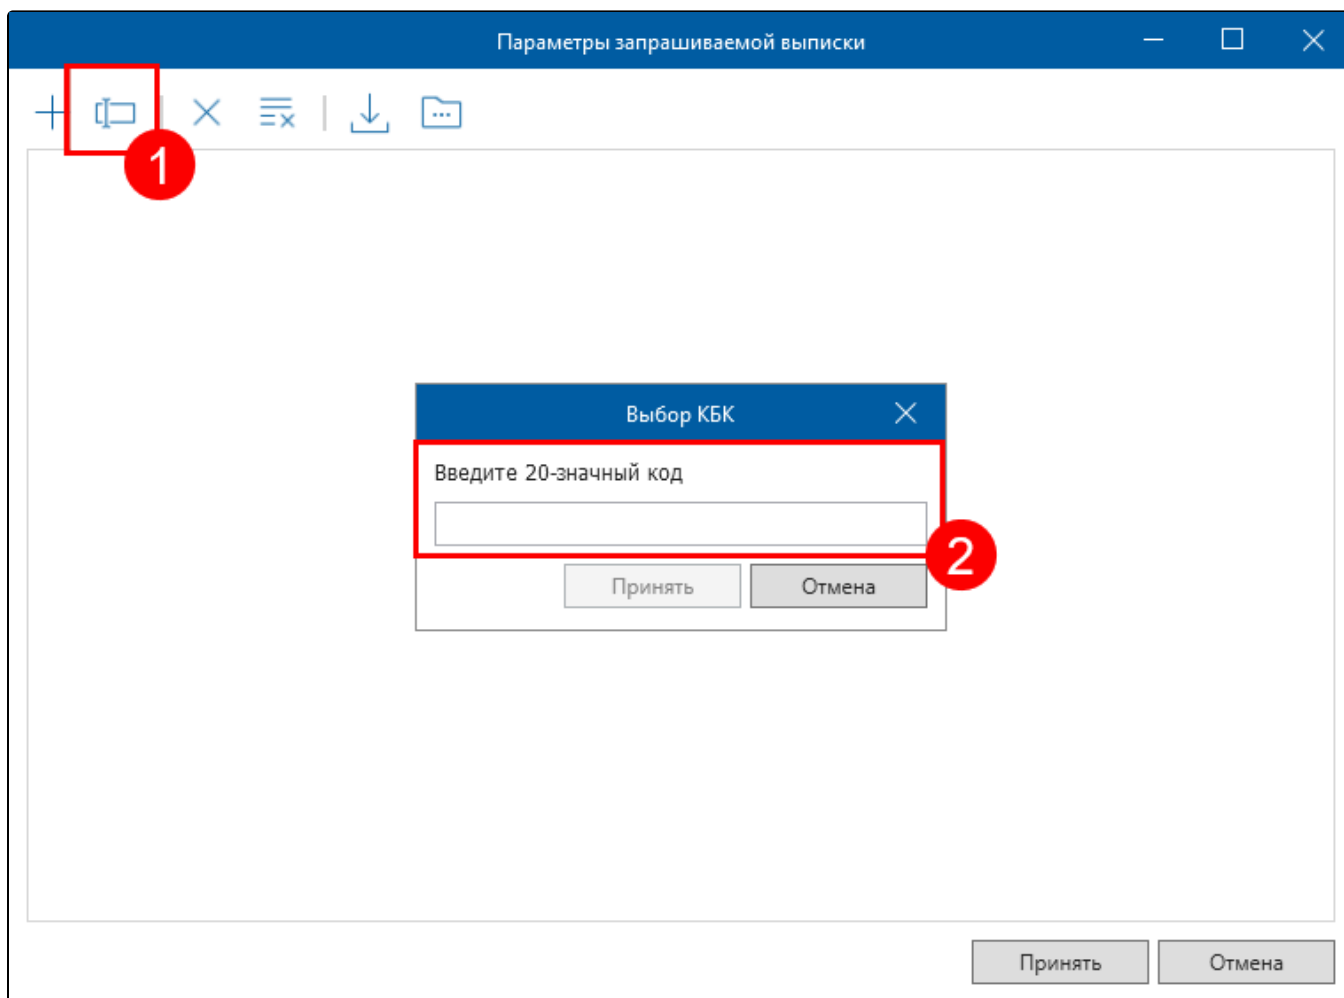 Параметры запрашиваемой выписки
1
Выбор КБК
Введите 20-значный код
2
Принять Отмена
Принять Отмена